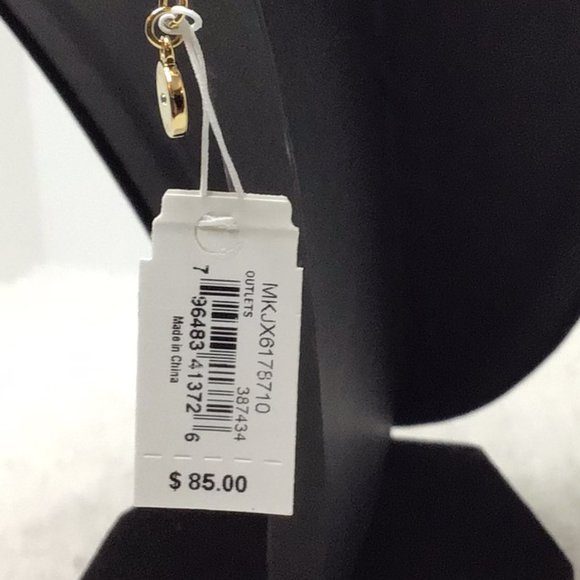 MKJX6178710
OUTLETS
387434
7 96483 41372 6
Made in China
$ 85.00